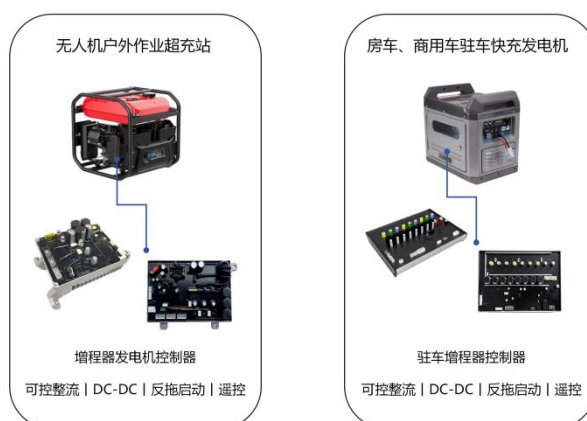 无人机户外作业超充站
增程器发电机控制器
可控整流 | DC-DC | 反拖启动 | 遥控
房车、商用车驻车快充发电机
驻车增程器控制器
可控整流 | DC-DC | 反拖启动 | 遥控